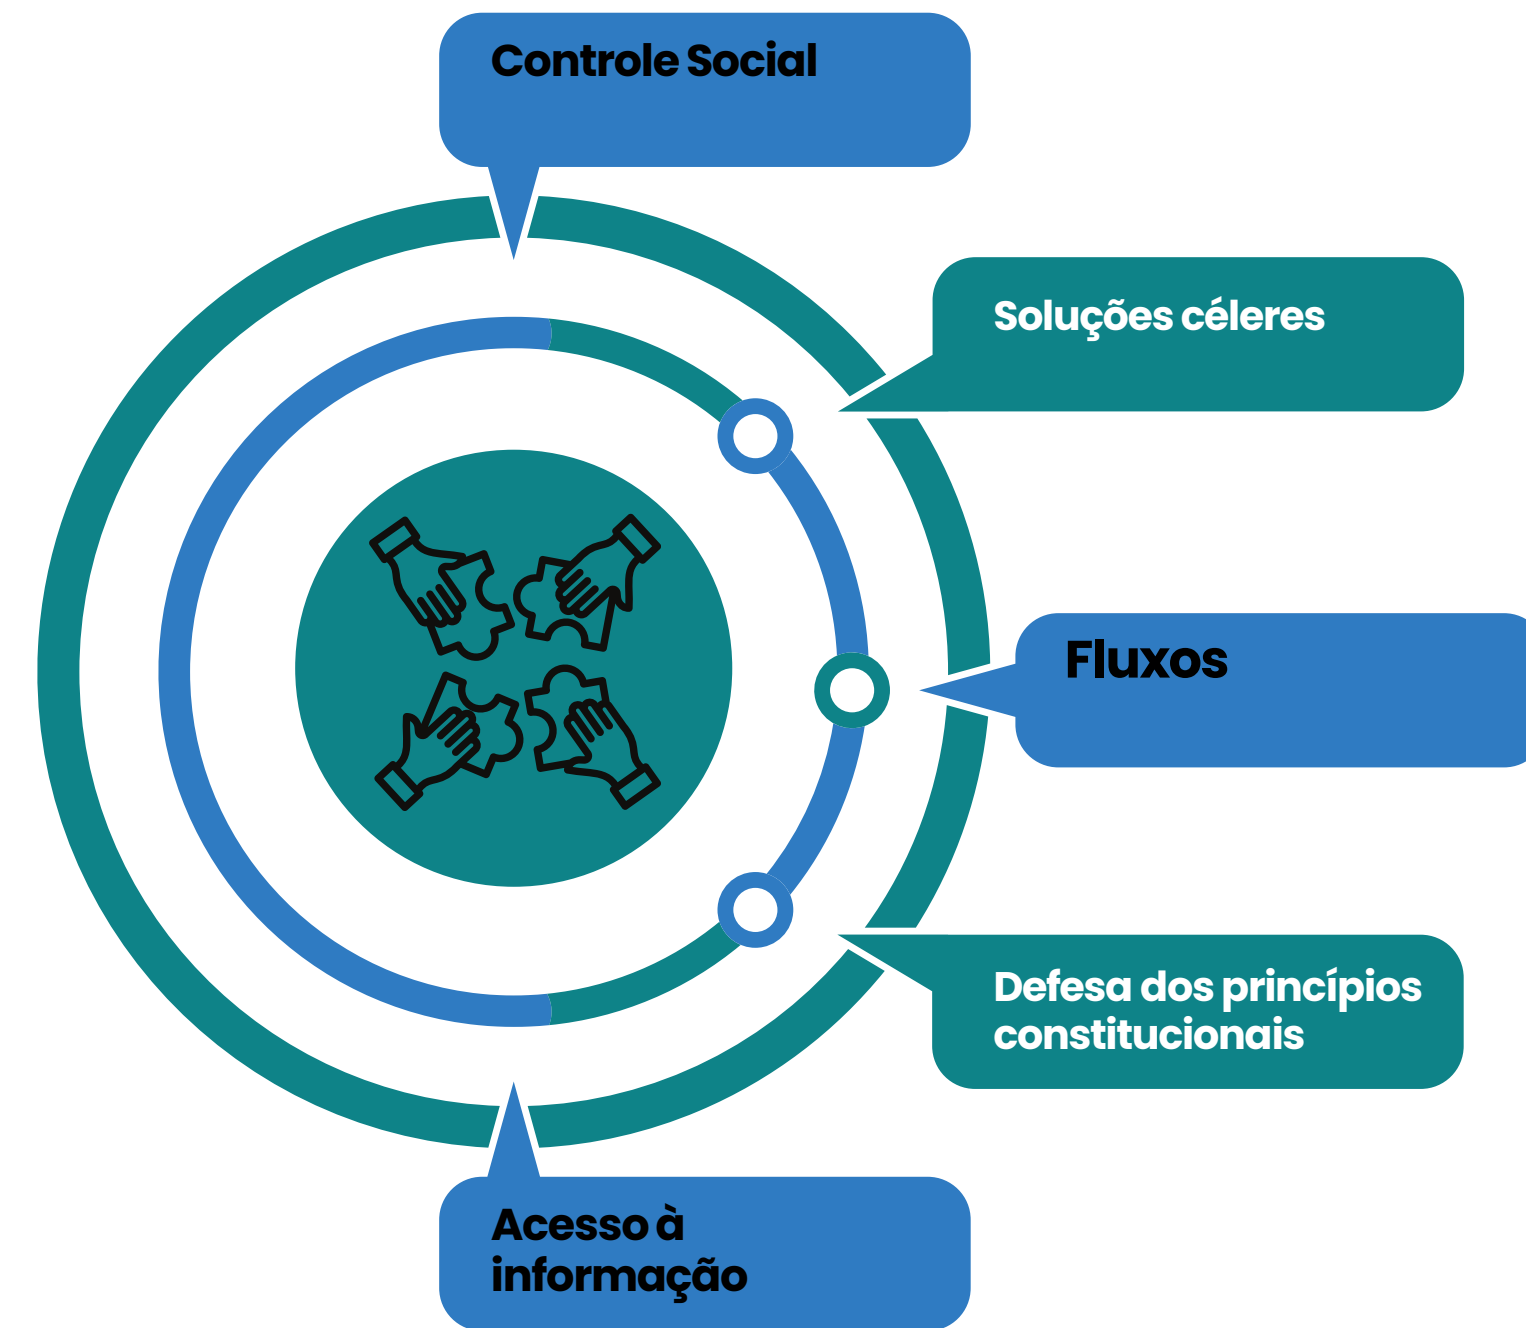 Controle Social
Soluções céleres
Fluxos
Defesa dos princípios
constitucionais
Acesso à
informação